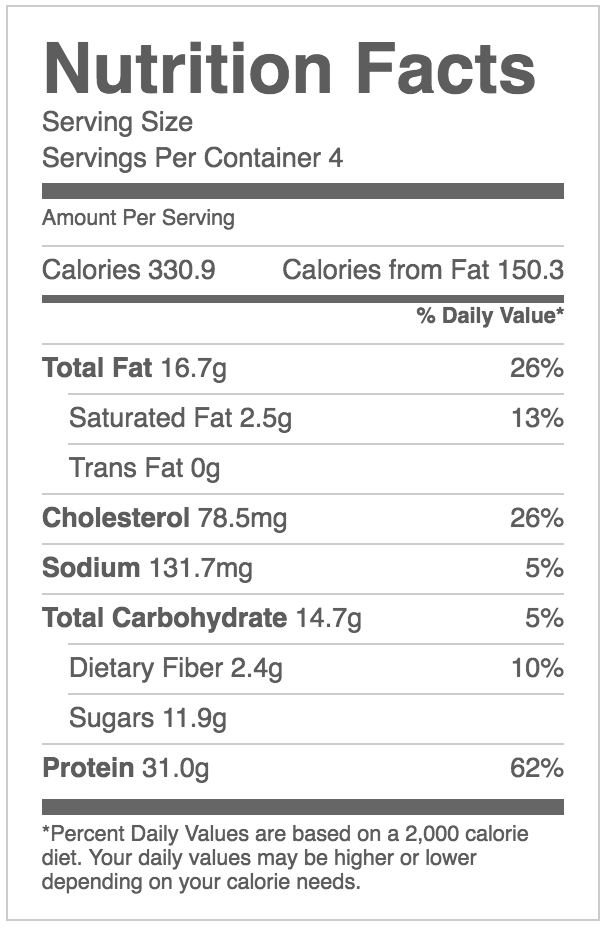 Nutrition Facts
Serving Size
Servings Per Container 4
Amount Per Serving
Calories 330.9 Calories from Fat 150.3
% Daily Value*
Total Fat 16.7g 26%
Saturated Fat 2.5g 13%
Trans Fat 0g
Cholesterol 78.5mg 26%
Sodium 131.7mg 5%
Total Carbohydrate 14.7g 5%
Dietary Fiber 2.4g 10%
Sugars 11.9g
Protein 31.0g 62%
*Percent Daily Values are based on a 2,000 calorie
diet. Your daily values may be higher or lower
depending on your calorie needs.